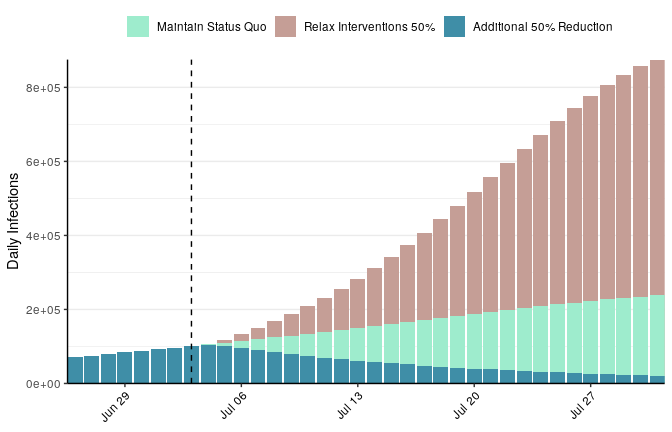 Maintain Status Quo Relax Interventions 50% Additional 50% Reduction
Daily Infections
8e+05
6e+05
4e+05
2e+05
0e+00
Jun 29 Jul 06 Jul 13 Jul 20 Jul 27